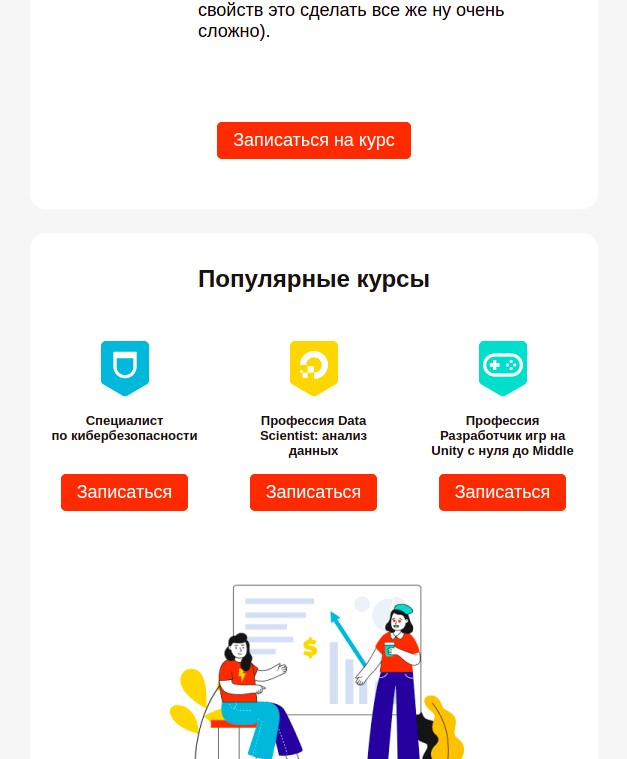 свойств это сделать все же ну очень
сложно).
Записаться на курс
Популярные курсы
Специалист
по кибербезопасности
Записаться
Профессия Data
Scientist: анализ
данных
Записаться
Профессия
Разработчик игр на
Unity с нуля до Middle
Записаться
$